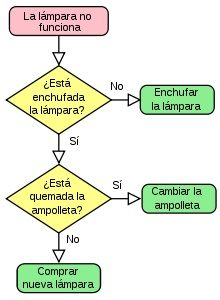 La lámpara no
funciona
¿Está
enchufada
la lámpara?
No
Enchufar
la lámpara
Sí
¿Está
quemada la
ampolleta?
Sí
Cambiar la
ampolleta
No
Comprar
nueva lámpara